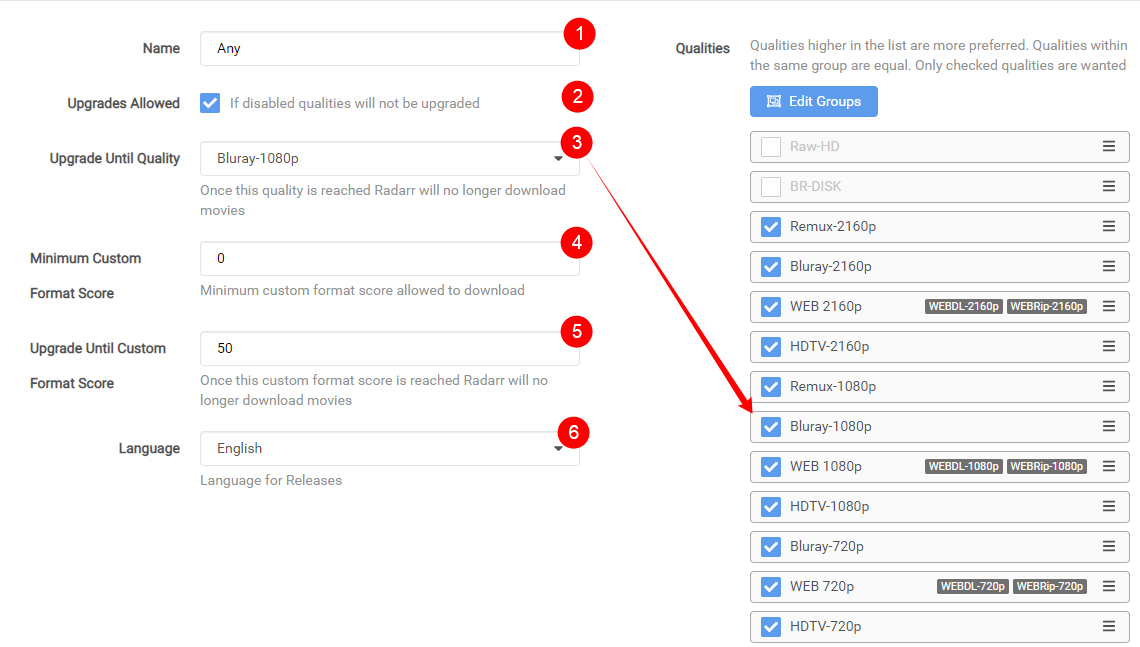 Name
Any
1
Upgrades Allowed
If disabled qualities will not be upgraded
2
Upgrade Until Quality
Bluray-1080p
3
Once this quality is reached Radarr will no longer download
movies
Minimum Custom
Format Score
0
4
Minimum custom format score allowed to download
Upgrade Until Custom
Format Score
50
5
Once this custom format score is reached Radarr will no
longer download movies
Language
English
6
Language for Releases
Qualities
Qualities higher in the list are more preferred. Qualities within
the same group are equal. Only checked qualities are wanted
Edit Groups
Raw-HD
BR-DISK
Remux-2160p
Bluray-2160p
WEB 2160p WEBDL-2160p WEBRip-2160p
HDTV-2160p
Remux-1080p
Bluray-1080p
WEB 1080p WEBDL-1080p WEBRip-1080p
HDTV-1080p
Bluray-720p
WEB 720p WEBDL-720p WEBRip-720p
HDTV-720p